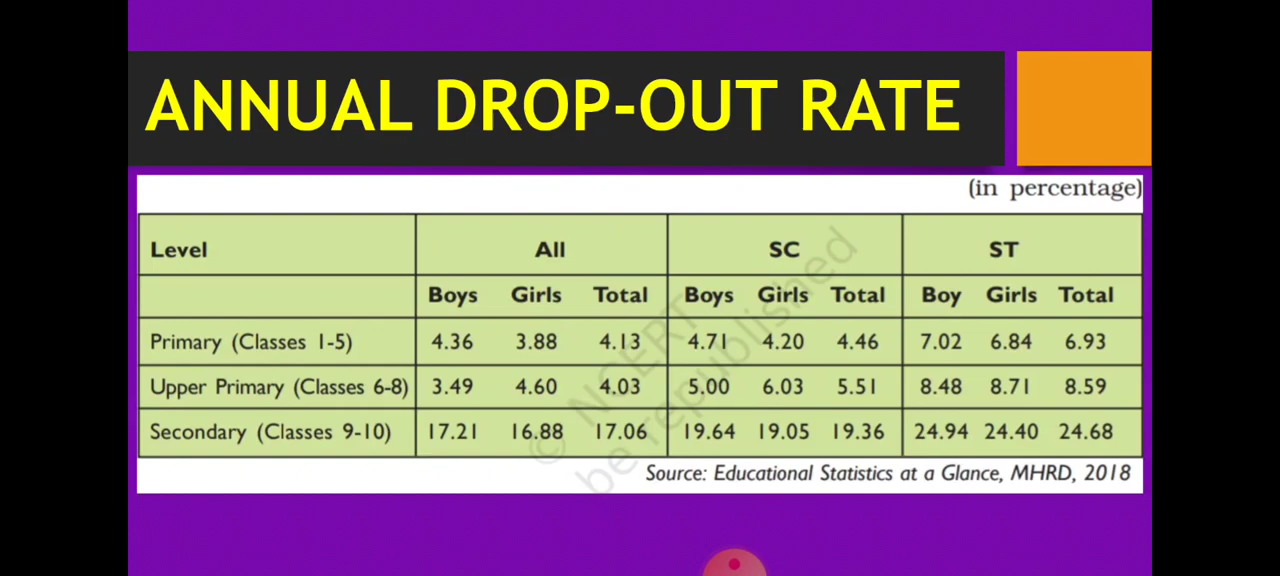 ANNUAL DROP-OUT RATE
(in percentage)
Level All SC ST
Boys Girls Total Boys Girls Total Boy Girls Total
Primary (Classes 1-5) 4.36 3.88 4.13 4.71 4.20 4.46 7.02 6.84 6.93
Upper Primary (Classes 6-8) 3.49 4.60 4.03 5.00 6.03 5.51 8.48 8.71 8.59
Secondary (Classes 9-10) 17.21 16.88 17.06 19.64 19.05 19.36 24.94 24.40 24.68
Source: Educational Statistics at a Glance, MHRD, 2018
© NCERT
be republished